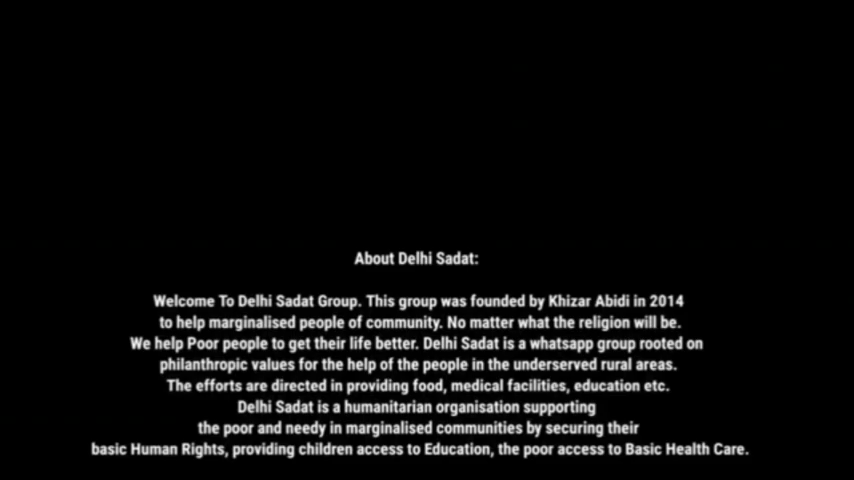 About Delhi Sadat:
Welcome To Delhi Sadat Group. This group was founded by Khizar Abidi in 2014
to help marginalised people of community. No matter what the religion will be.
We help Poor people to get their life better. Delhi Sadat is a whatsapp group rooted on
philanthropic values for the help of the people in the underserved rural areas.
The efforts are directed in providing food, medical facilities, education etc.
Delhi Sadat is a humanitarian organisation supporting
the poor and needy in marginalised communities by securing their
basic Human Rights, providing children access to Education, the poor access to Basic Health Care.